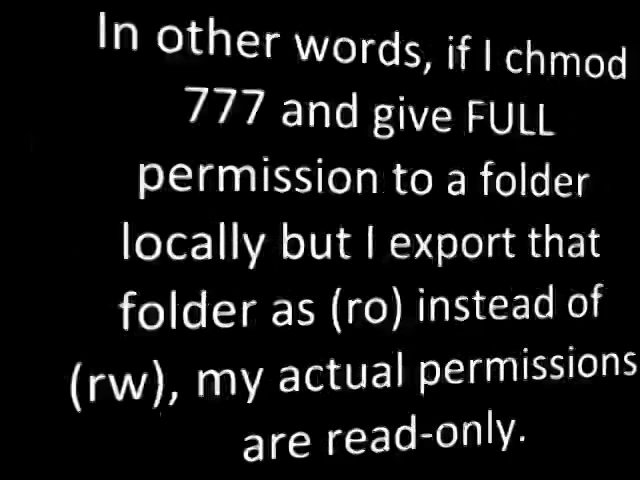 In other words, if I chmod
777 and give FULL
permission to a folder
locally but I export that
folder as (ro) instead of
(rw), my actual permissions
are read-only.